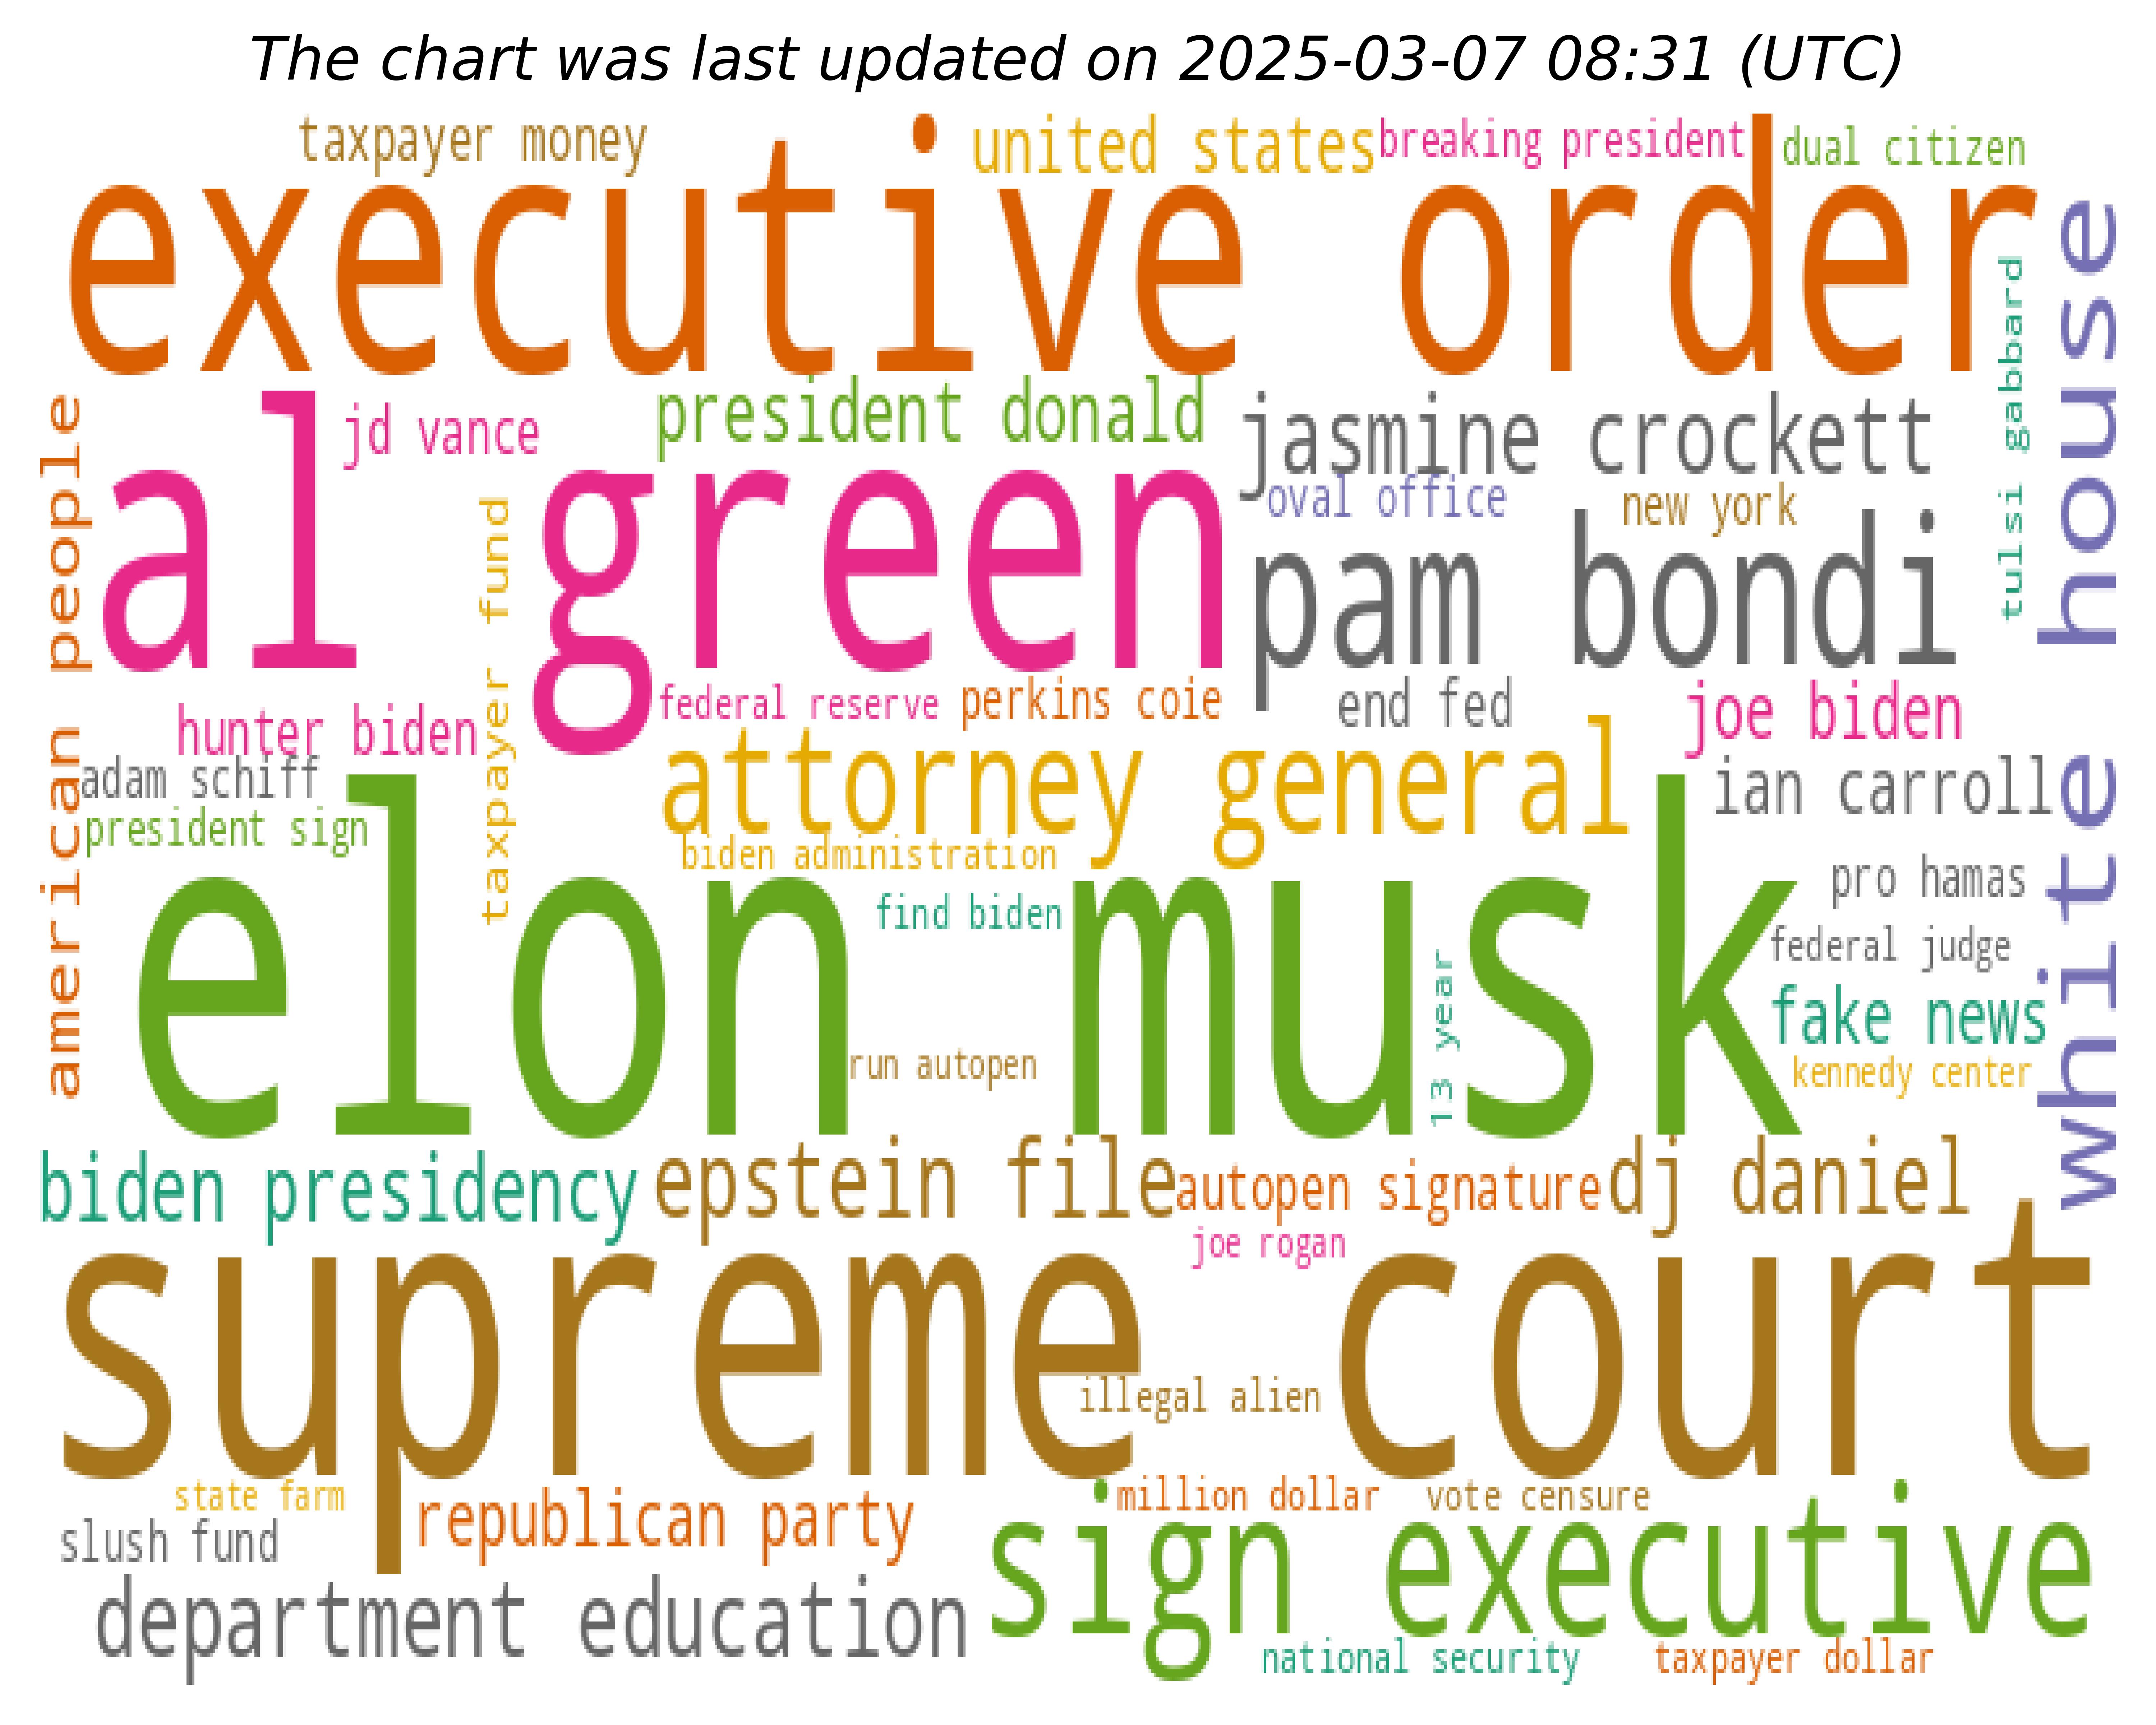 The chart was last updated on 2025-03-07 08:31 (UTC)
taxpayer money
united states
breaking president
dual citizen
executive order
white house
tulsi gabbard
american people
jd vance
president donald
jasmine crockett
al green
oval office
new york
taxpayer fund
pam bondi
federal reserve
perkins coie
end fed
joe biden
hunter biden
attorney general
adam schiff
ian carroll
president sign
biden administration
pro hamas
elon musk
find biden
federal judge
13 year
fake news
run autopen
kennedy center
biden presidency
epstein file
autopen signature
dj daniel
joe rogan
supreme court
illegal alien
state farm
million dollar
vote censure
republican party
slush fund
sign executive
department education
national security
taxpayer dollar